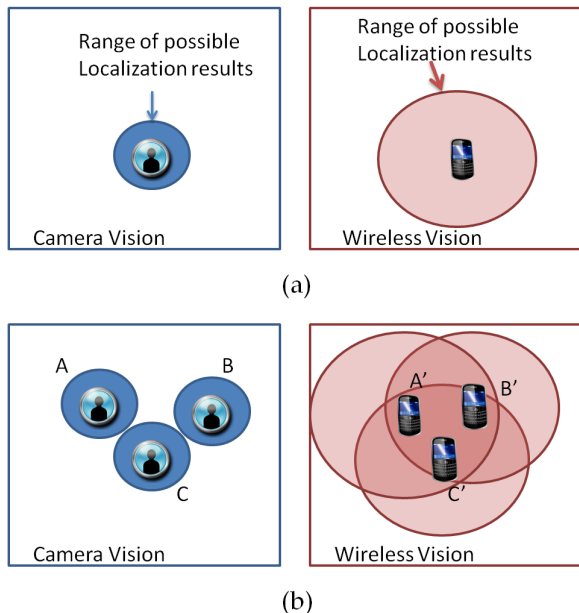 Range of possible
Localization results
Camera Vision
Range of possible
Localization results
Wireless Vision
(a)
A
B
C
Camera Vision
A'
B'
C'
Wireless Vision
(b)